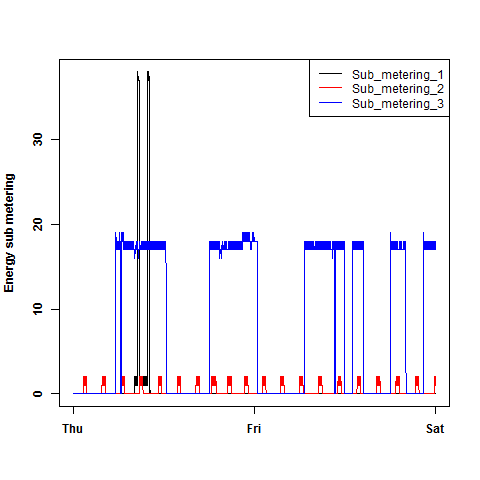 Sub_metering_1
Sub_metering_2
Sub_metering_3
Energy sub metering
30
20
10
0
Thu Fri Sat